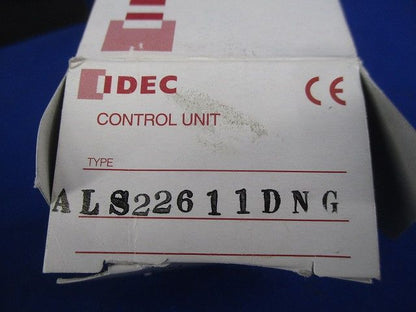 IDEC
CE
CONTROL UNIT
TYPE
ALS22611DNG